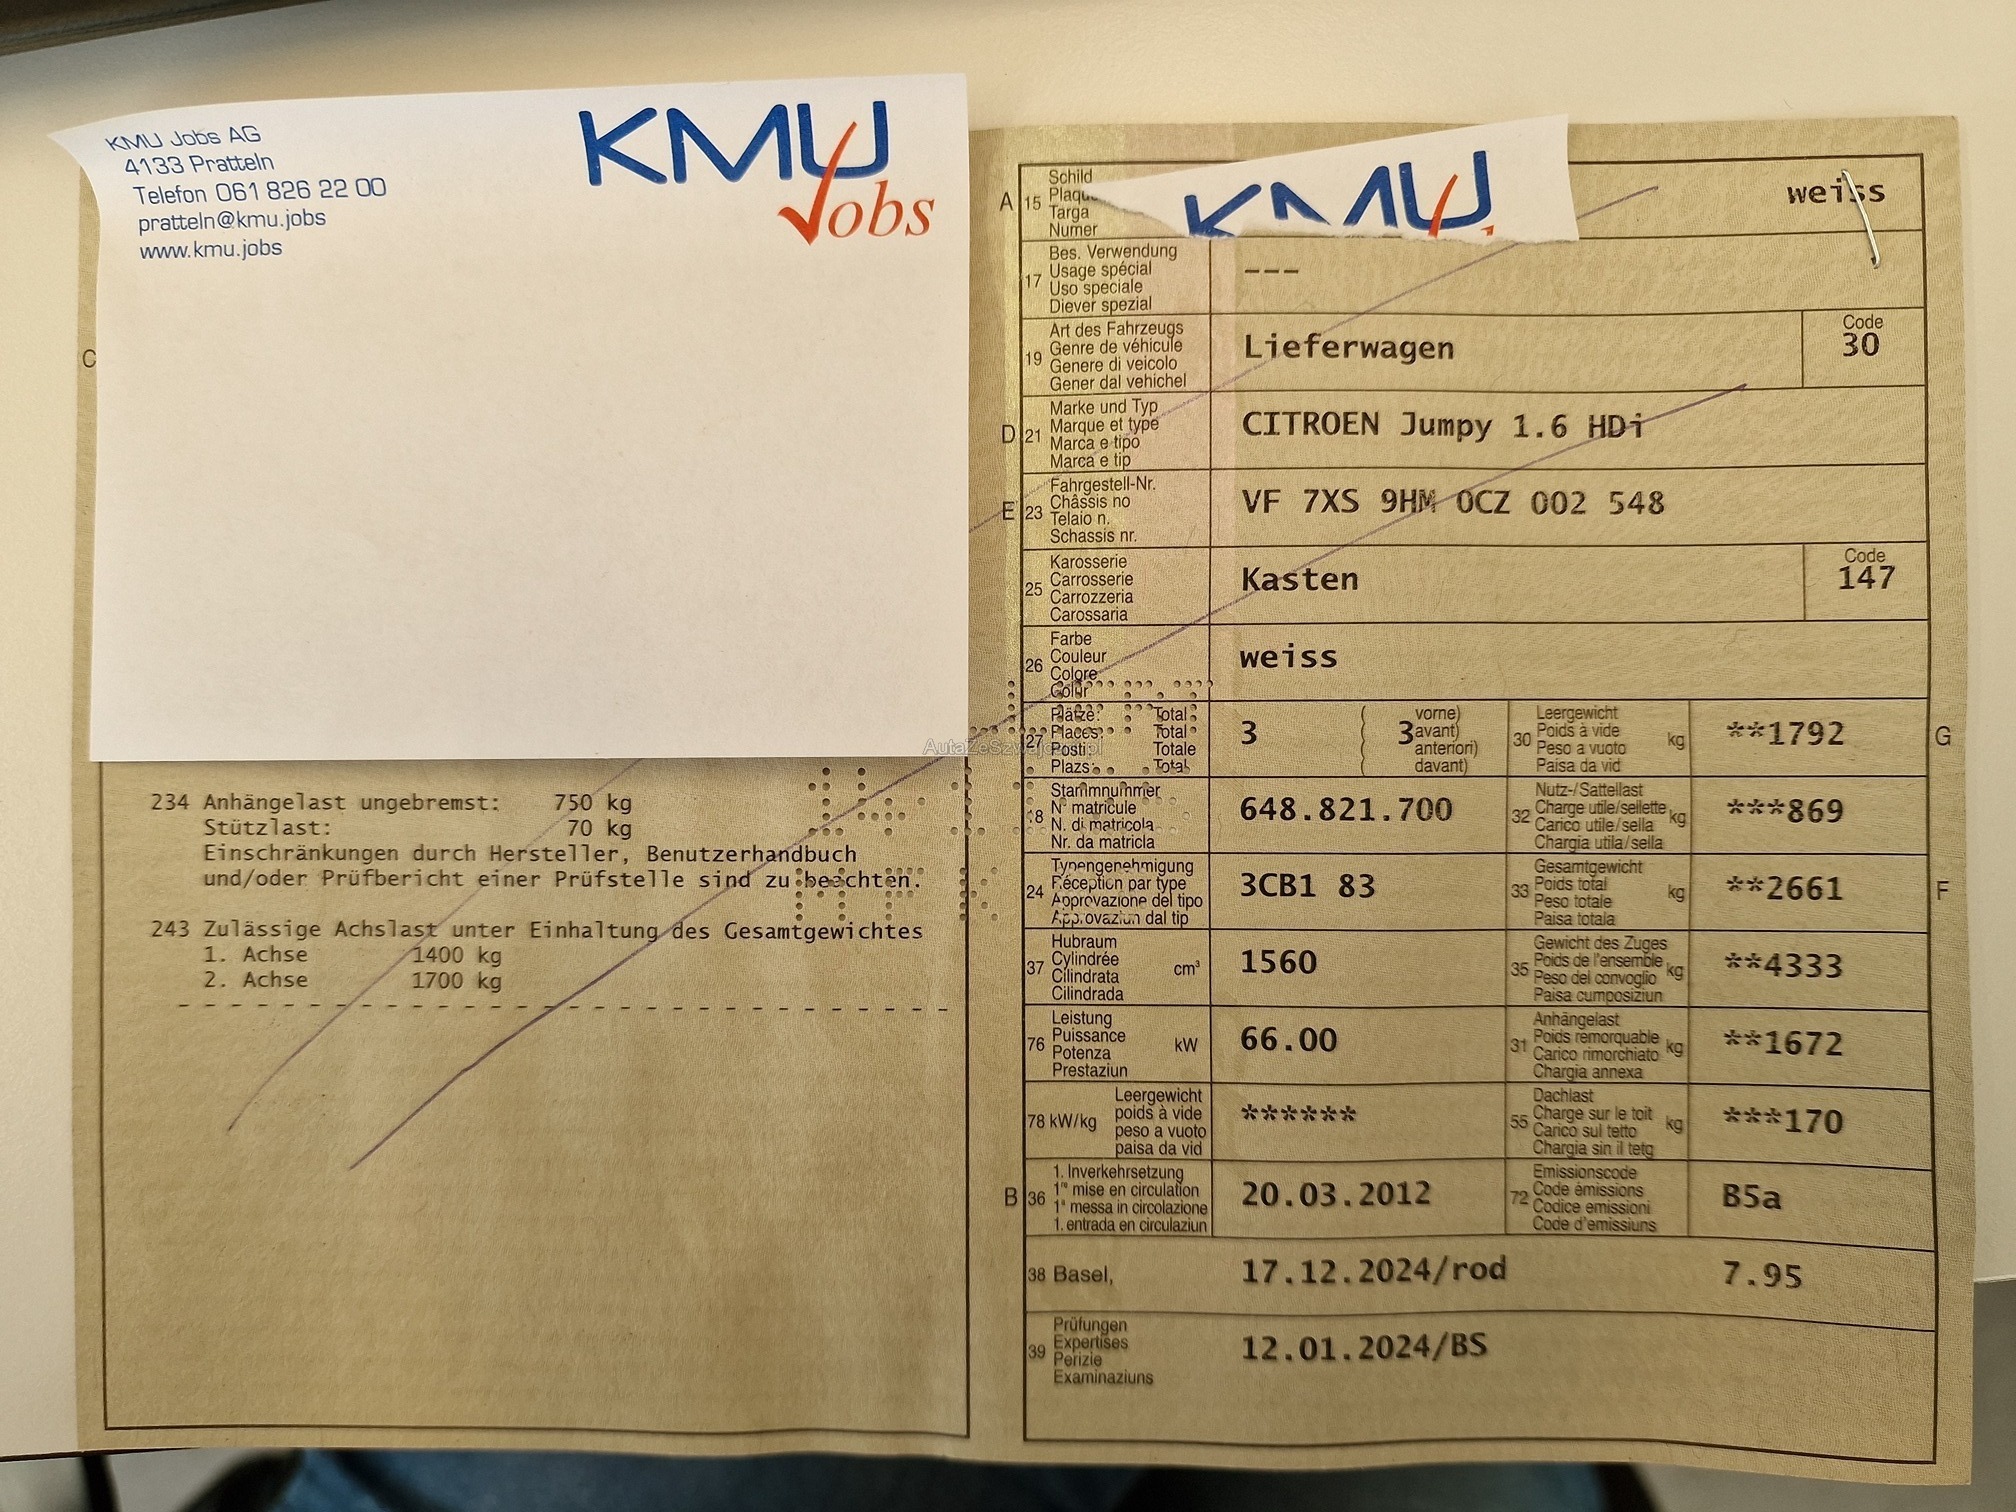 KMU Jobs AG
4133 Pratteln
Telefon 061 826 22 00
pratteln@kmu.jobs
www.kmu.jobs
KMU
Jobs
C
234 Anhängelast ungebremst: 750 kg
Stützlast: 70 kg
Einschränkungen durch Hersteller, Benutzerhandbuch
und/oder Prüfbericht einer Prüfstelle sind zu beachten.
243 Zulässige Achslast unter Einhaltung des Gesamtgewichtes
1. Achse 1400 kg
2. Achse 1700 kg
KMU
A 15
Schild
Targa
Numer
weiss
17
Bes. Verwendung
Usage spécial
Uso speciale
Diever spezial
---
19
Art des Fahrzeugs
Genre de véhicule
Genere di veicolo
Gener dal vehichel
Lieferwagen
Code
30
D 21
Marke und Typ
Marque et type
Marca e tipo
Marca e tip
CITROEN Jumpy 1.6 HDi
E 23
Fahrgestell-Nr.
Châssis no
Telaio n.
Schassis nr.
VF 7XS 9HM 0CZ 002 548
25
Karosserie
Carrosserie
Carrozzeria
Carossaria
Kasten
Code
147
26
Farbe
Couleur
Colore
Colur
weiss
27
Plätze: Total
Places: Total
Posti: Totale
Plazs: Total
3
3
vorne)
avant)
anteriori)
davant)
30
Leergewicht
Poids à vide
Peso a vuoto
Paisa da vid
kg
**1792
G
AutaZeSzwajcarii.pl
18
Stammnummer
N° matricule
N. di matricola
Nr. da matricla
648.821.700
32
Nutz-/Sattellast
Charge utile/sellette
Carico utile/sella
Chargia utila/sella
kg
***869
24
Typengenehmigung
Réception par type
Approvazione del tipo
Approvaziun dal tip
3CB1 83
33
Gesamtgewicht
Poids total
Peso totale
Paisa totala
kg
**2661
F
37
Hubraum
Cylindrée
Cilindrata
Cilindrada
cm³
1560
35
Gewicht des Zuges
Poids de l'ensemble
Peso del convoglio
Paisa cumposiziun
kg
**4333
76
Leistung
Puissance
Potenza
Prestaziun
kW
66.00
31
Anhängelast
Poids remorquable
Carico rimorchiato
Chargia annexa
kg
**1672
78 kW/kg
Leergewicht
poids à vide
peso a vuoto
paisa da vid
******
55
Dachlast
Charge sur le toit
Carico sul tetto
Chargia sin il tetg
kg
***170
B 36
1. Inverkehrsetzung
1re mise en circulation
1a messa in circolazione
1. entrada en circulaziun
20.03.2012
72
Emissionscode
Code émissions
Codice emissioni
Code d'emissiuns
B5a
38 Basel,
17.12.2024/rod
7.95
39
Prüfungen
Expertises
Perizie
Examinaziuns
12.01.2024/BS